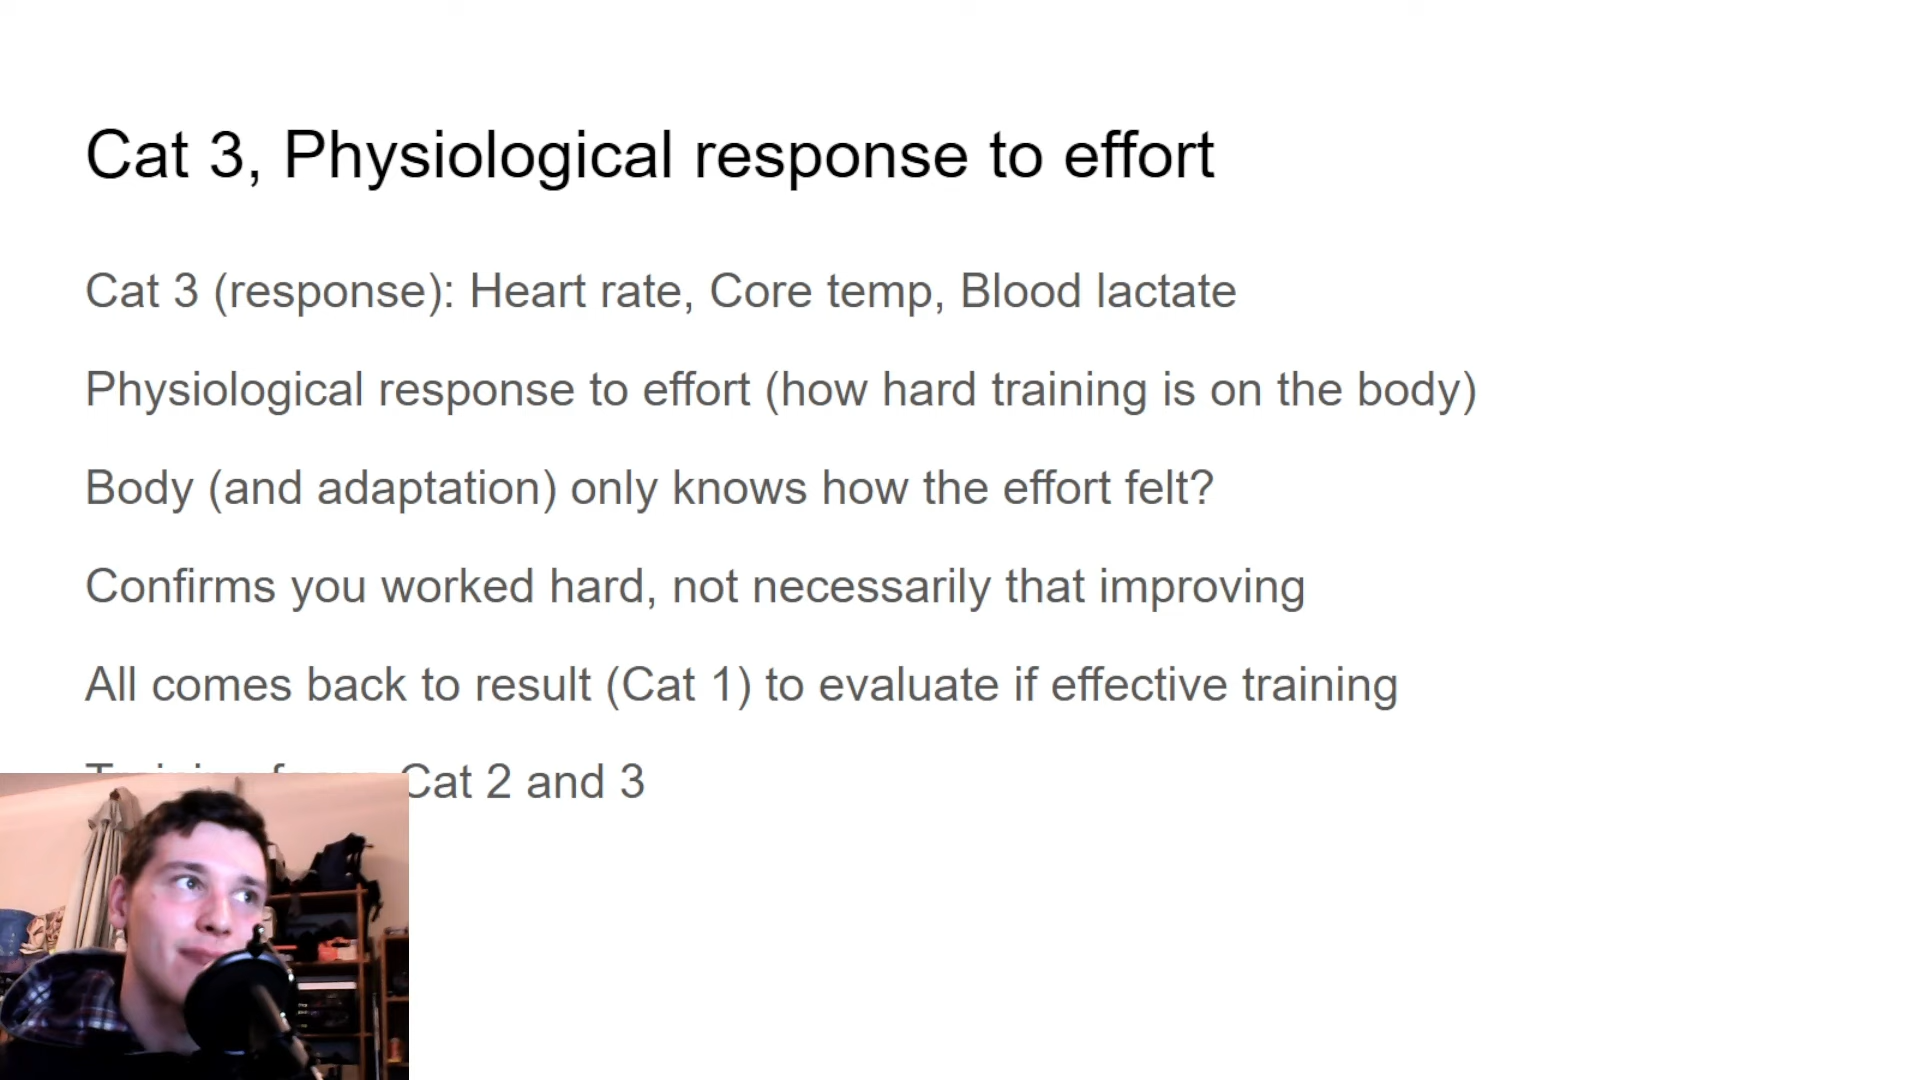 Cat 3, Physiological response to effort
Cat 3 (response): Heart rate, Core temp, Blood lactate
Physiological response to effort (how hard training is on the body)
Body (and adaptation) only knows how the effort felt?
Confirms you worked hard, not necessarily that improving
All comes back to result (Cat 1) to evaluate if effective training
Training Cat 2 and 3